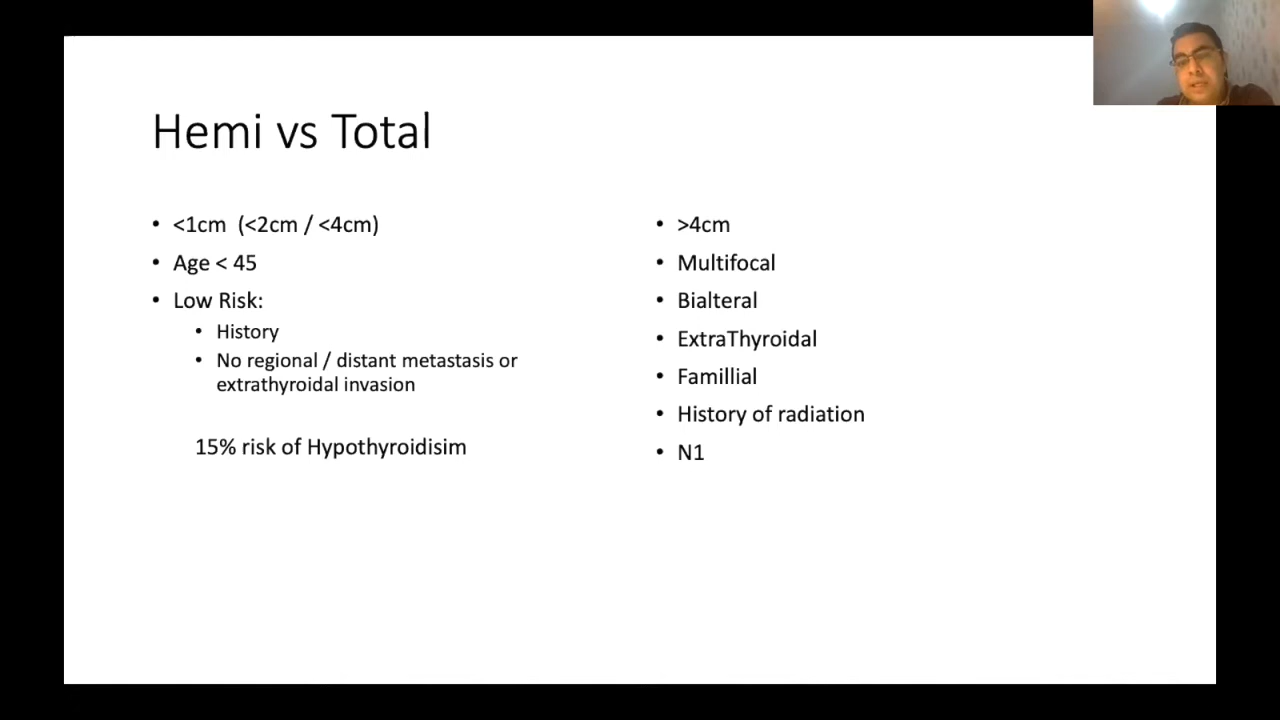 Hemi vs Total
• <1cm (<2cm / <4cm)
• Age < 45
• Low Risk:
• History
• No regional / distant metastasis or
extrathyroidal invasion
15% risk of Hypothyroidisim
• >4cm
• Multifocal
• Bialteral
• ExtraThyroidal
• Famillial
• History of radiation
• N1